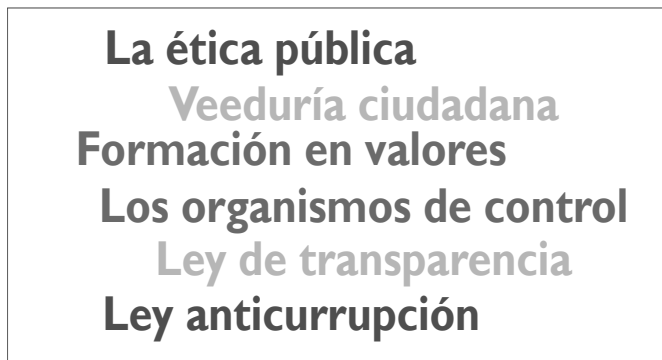 La ética pública
Veeduría ciudadana
Formación en valores
Los organismos de control
Ley de transparencia
Ley anticurrupción